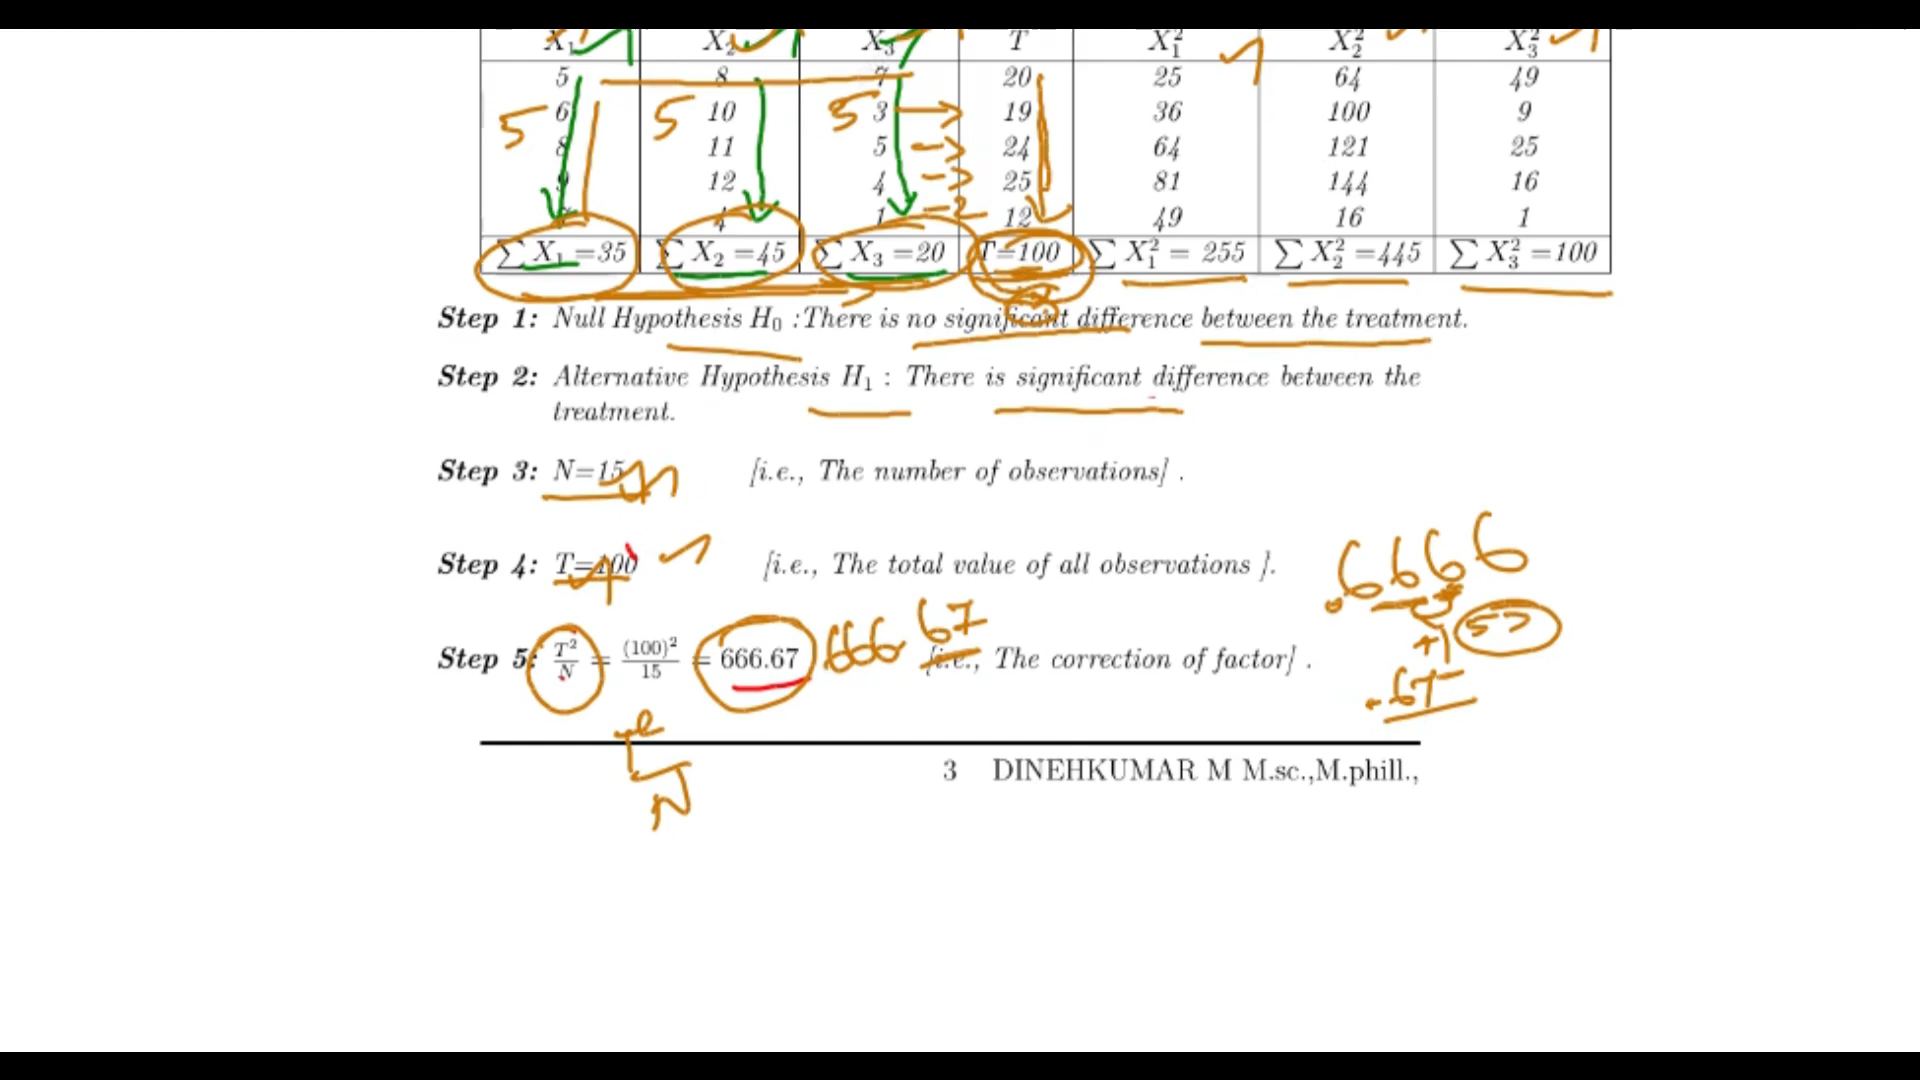 X₁ X₂ X₃ T X₁² X₂² X₃²
5 8 7 20 25 64 49
5 6 5 10 5 3 19 36 100 9
8 11 5 24 64 121 25
9 12 4 25 81 144 16
4 1 12 49 16 1
∑ X₁ =35 ∑ X₂ =45 ∑ X₃ =20 T=100 ∑ X₁² = 255 ∑ X₂² =445 ∑ X₃² =100
Step 1: Null Hypothesis H₀ :There is no significant difference between the treatment.
Step 2: Alternative Hypothesis H₁ : There is significant difference between the
treatment.
Step 3: N=15 [i.e., The number of observations] .
Step 4: T=100 [i.e., The total value of all observations ].
.6666
+1
57
.67
Step 5: T²/N = (100)²/15 = 666.67 666.67 [i.e., The correction of factor] .
N
3 DINEHKUMAR M M.sc.,M.phill.,